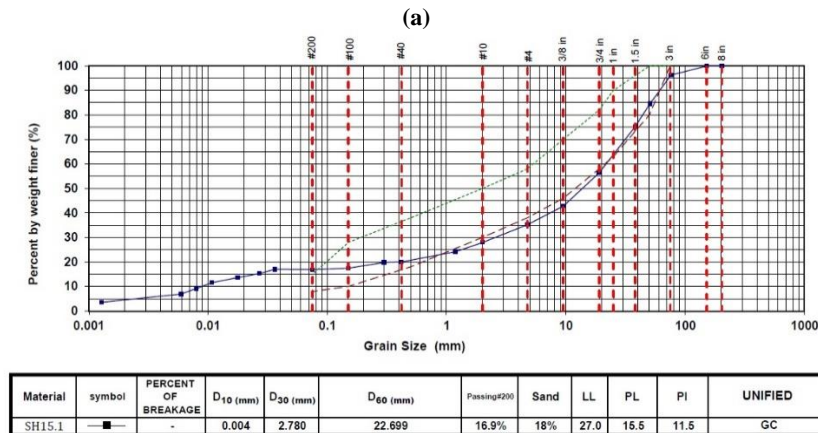 (a)
#200 #100 #40 #10 #4 3/8 in 3/4 in 1 in 1.5 in 3 in 6in 8 in
Percent by weight finer (%)
100
90
80
70
60
50
40
30
20
10
0
0.001 0.01 0.1 1 10 100 1000
Grain Size (mm)
Material symbol PERCENT OF BREAKAGE D10 (mm) D30 (mm) D60 (mm) Passing#200 Sand LL PL PI UNIFIED
SH15.1 - 0.004 2.780 22.699 16.9% 18% 27.0 15.5 11.5 GC